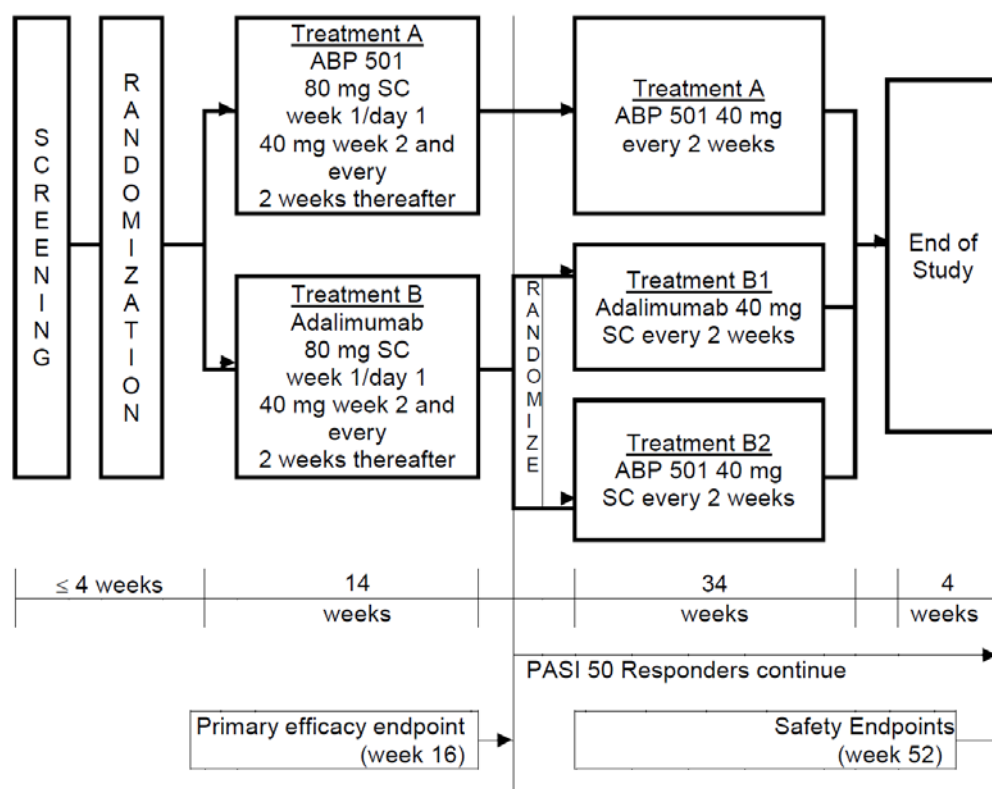 SCREENING
RANDOMIZATION
Treatment A
ABP 501
80 mg SC
week 1/day 1
40 mg week 2 and
every
2 weeks thereafter
Treatment A
ABP 501 40 mg
every 2 weeks
Treatment B
Adalimumab
80 mg SC
week 1/day 1
40 mg week 2 and
every
2 weeks thereafter
RANDOMIZE
Treatment B1
Adalimumab 40 mg
SC every 2 weeks
Treatment B2
ABP 501 40 mg
SC every 2 weeks
End of
Study
≤ 4 weeks
14
weeks
34
weeks
4
weeks
PASI 50 Responders continue
Primary efficacy endpoint
(week 16)
Safety Endpoints
(week 52)